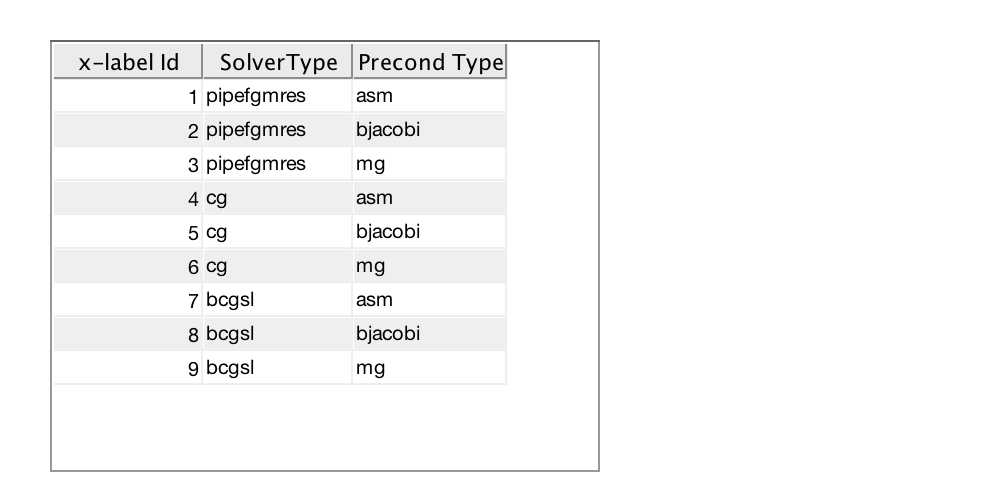 x-label Id SolverType Precond Type
1 pipefgmres asm
2 pipefgmres bjacobi
3 pipefgmres mg
4 cg asm
5 cg bjacobi
6 cg mg
7 bcgsl asm
8 bcgsl bjacobi
9 bcgsl mg